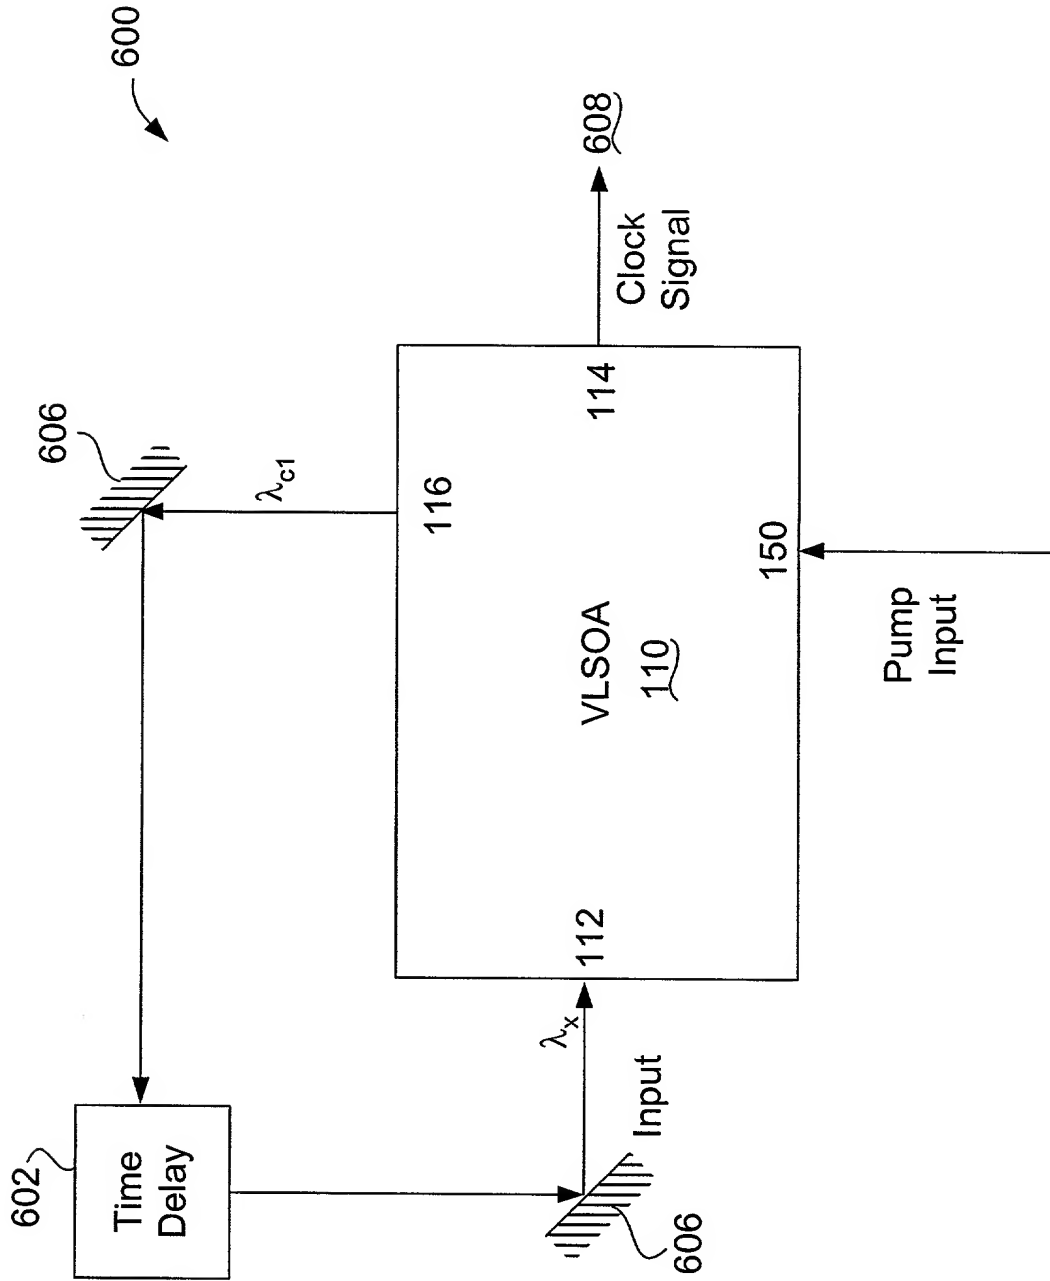 600
606
602
Time
Delay
λc1
116
λx
112
VLSOA
110
114
Clock
Signal
608
606
Input
150
Pump
Input